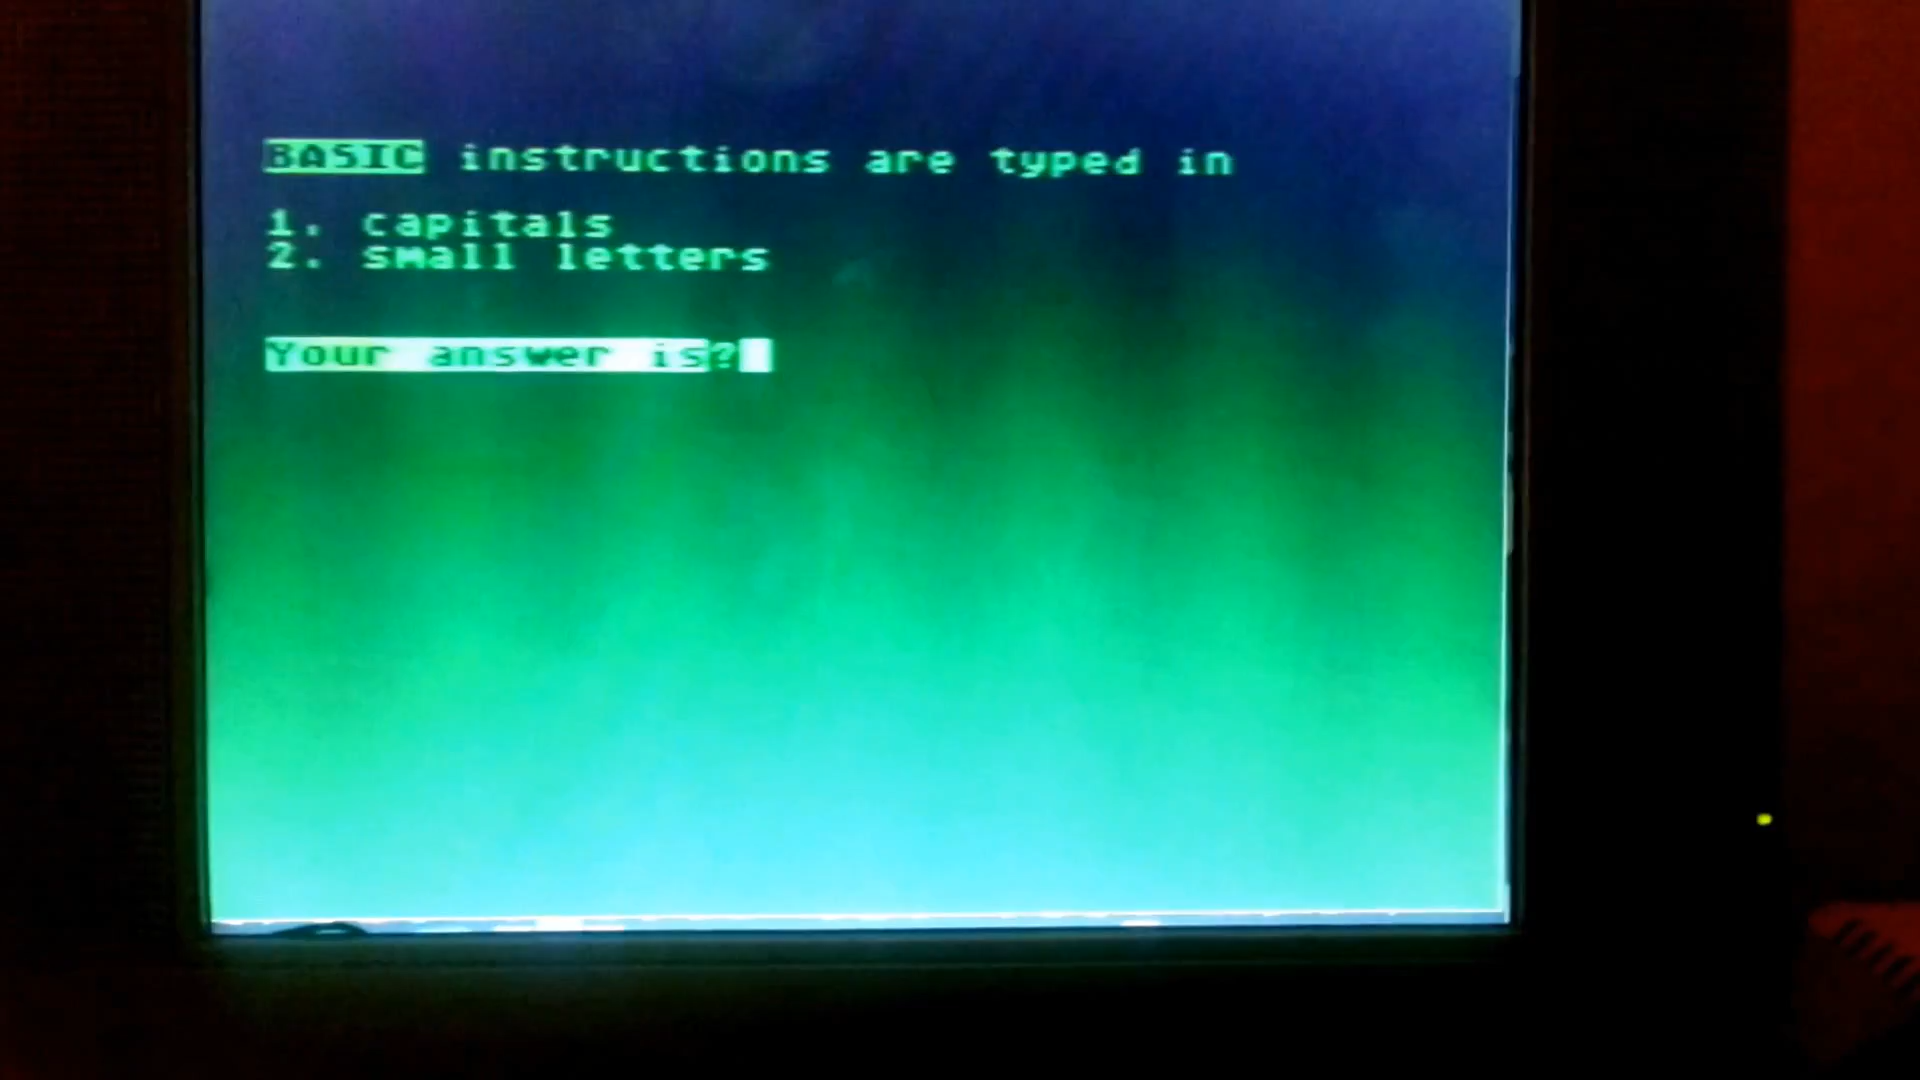 BASIC instructions are typed in
1. capitals
2. small letters
Your answer is?